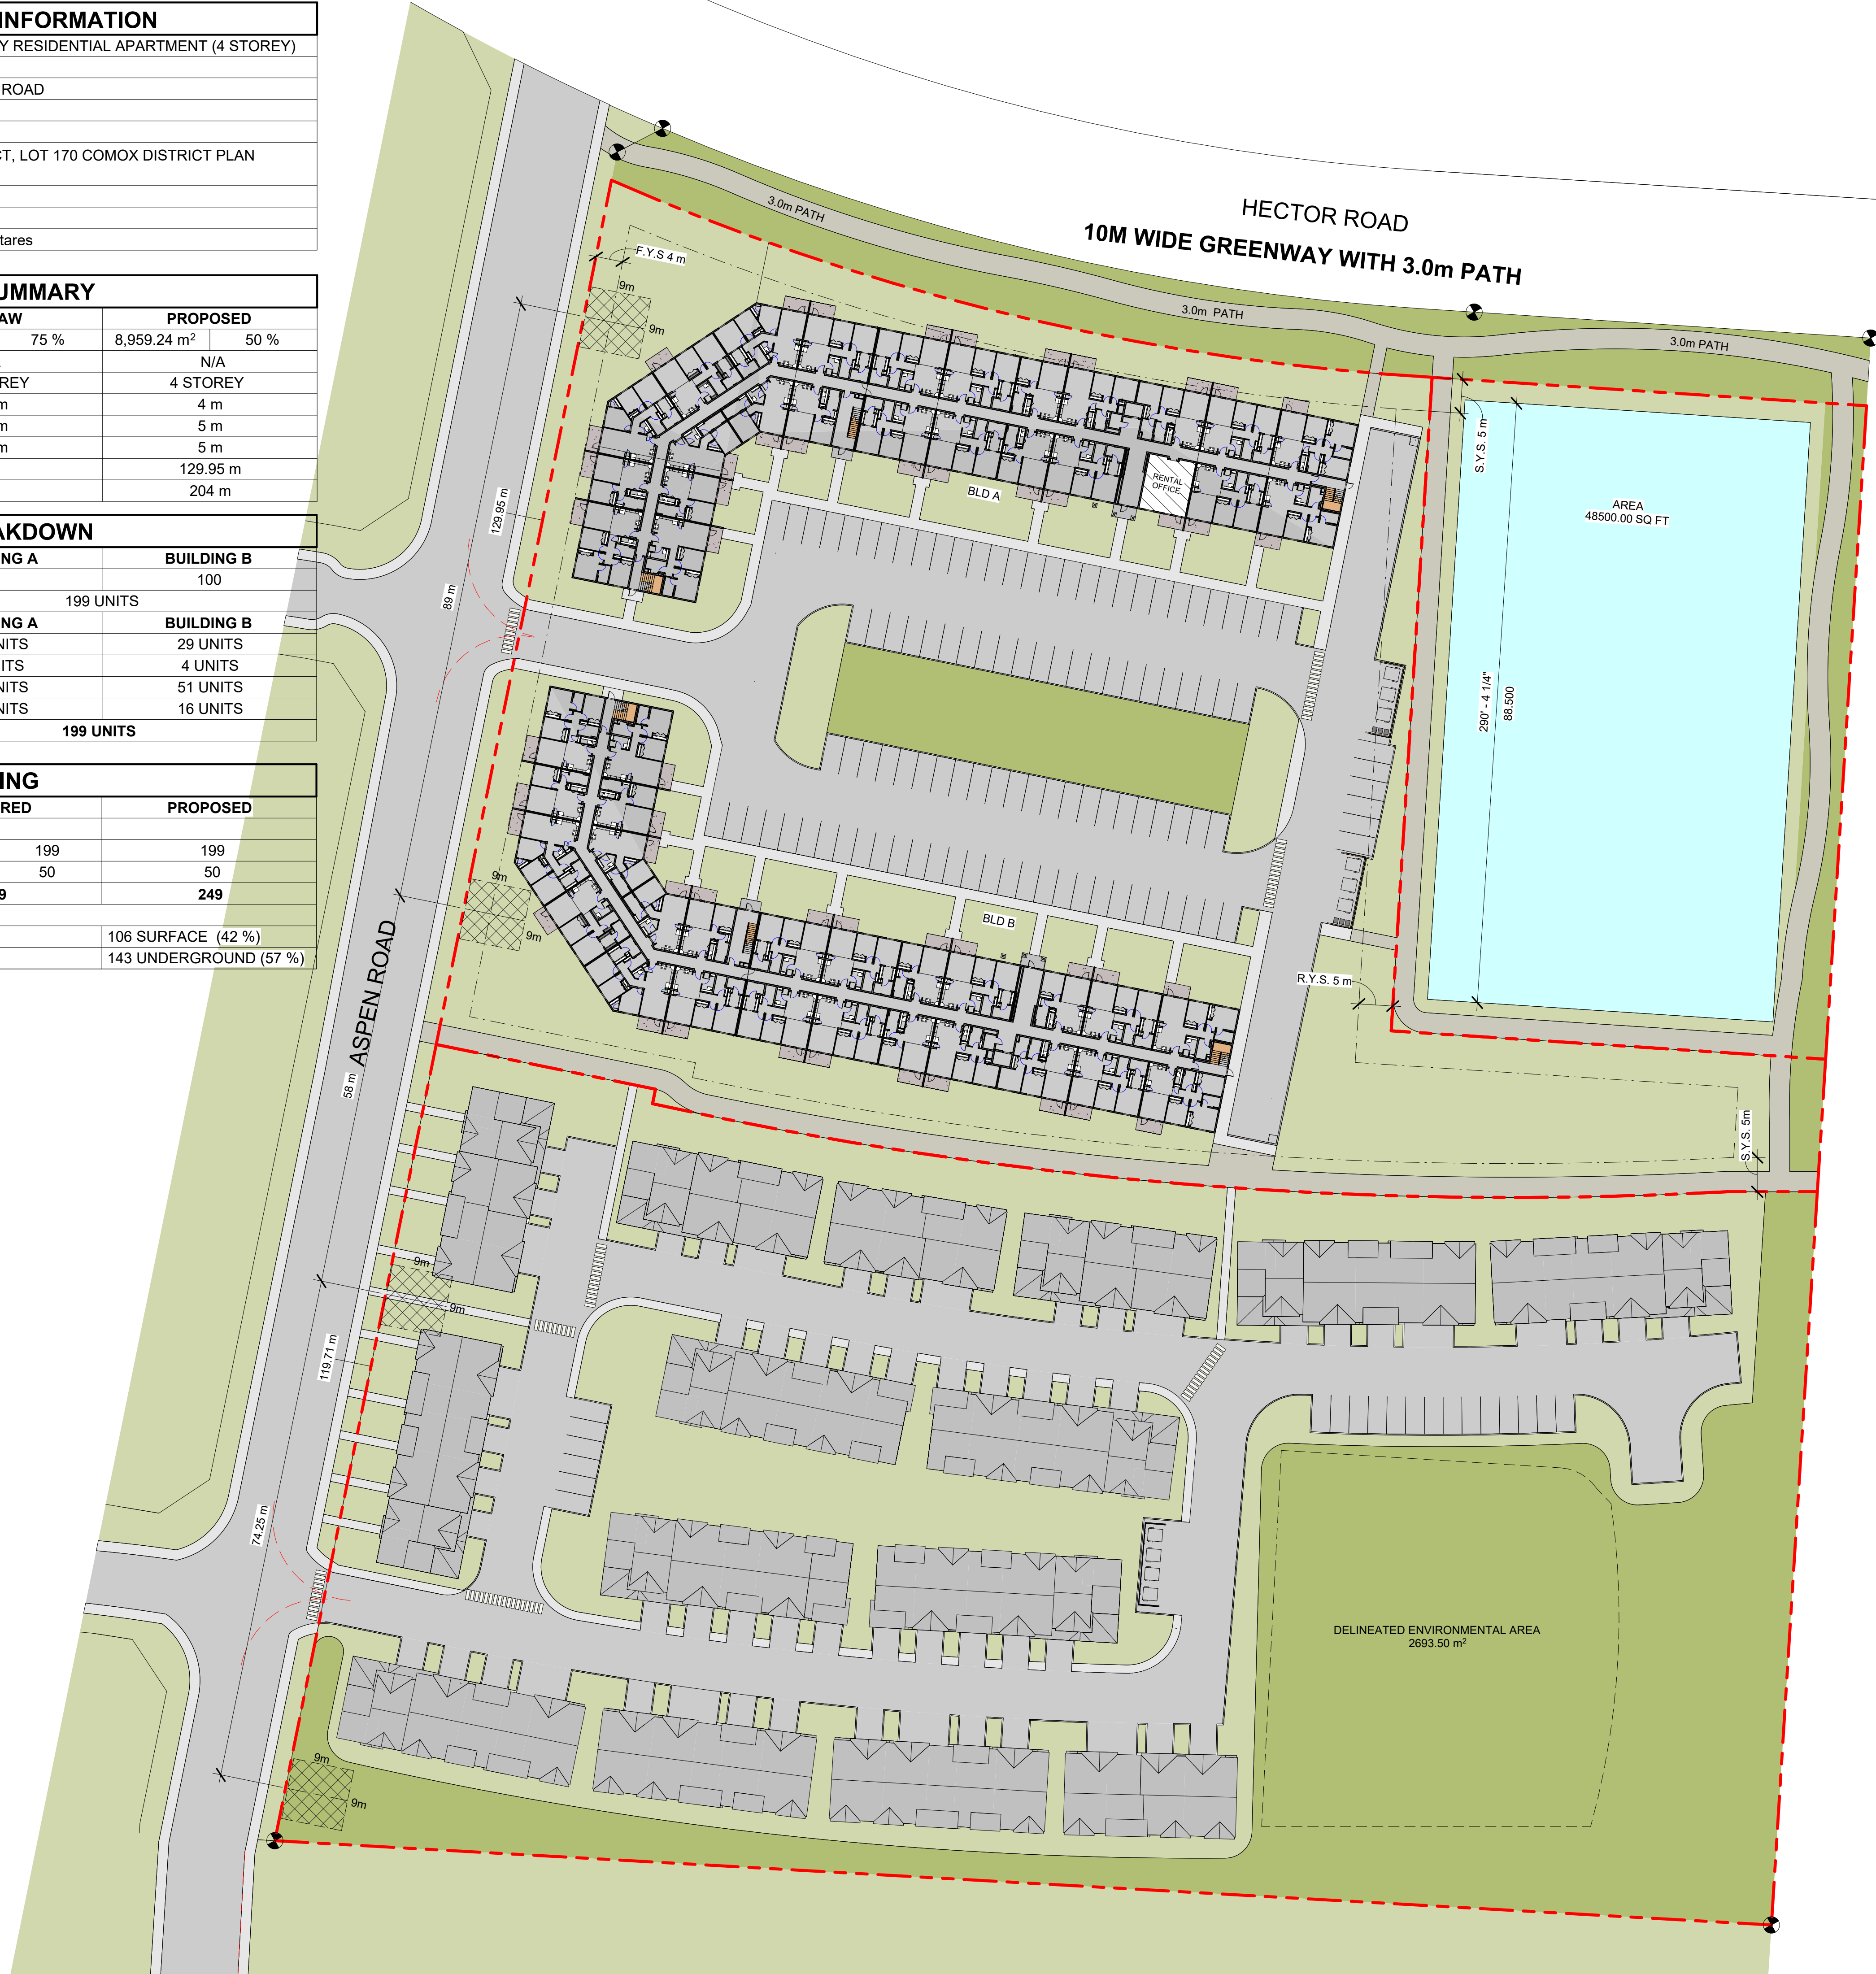 INFORMATION
Y RESIDENTIAL APARTMENT (4 STOREY)
ROAD
CT, LOT 170 COMOX DISTRICT PLAN
tares
UMMARY
AW PROPOSED
75 % 8,959.24 m² 50 %
N/A
REY 4 STOREY
m 4 m
m 5 m
m 5 m
129.95 m
204 m
AKDOWN
NG A BUILDING B
100
199 UNITS
NG A BUILDING B
NITS 29 UNITS
ITS 4 UNITS
NITS 51 UNITS
NITS 16 UNITS
199 UNITS
ING
RED PROPOSED
199 199
50 50
9 249
106 SURFACE (42 %)
143 UNDERGROUND (57 %)
HECTOR ROAD
10M WIDE GREENWAY WITH 3.0m PATH
3.0m PATH
3.0m PATH
3.0m PATH
F.Y.S 4 m
9m
9m
129.95 m
89 m
BLD A
RENTAL
OFFICE
S.Y.S. 5 m
AREA
48500.00 SQ FT
290' - 4 1/4"
88.500
9m
9m
BLD B
R.Y.S. 5 m
ASPEN ROAD
58 m
S.Y.S. 5m
9m
9m
119.71 m
74.25 m
DELINEATED ENVIRONMENTAL AREA
2693.50 m²
9m
9m